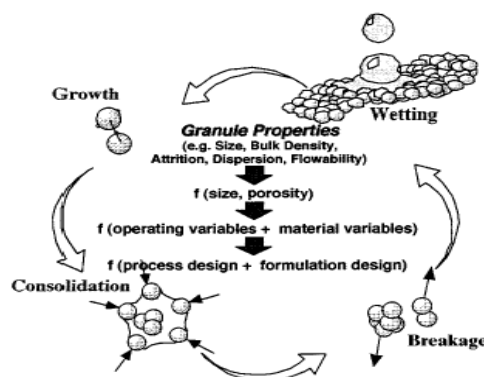 Growth
Wetting
Granule Properties
(e.g. Size, Bulk Density,
Attrition, Dispersion, Flowability)
f (size, porosity)
f (operating variables + material variables)
f (process design + formulation design)
Consolidation
Breakage